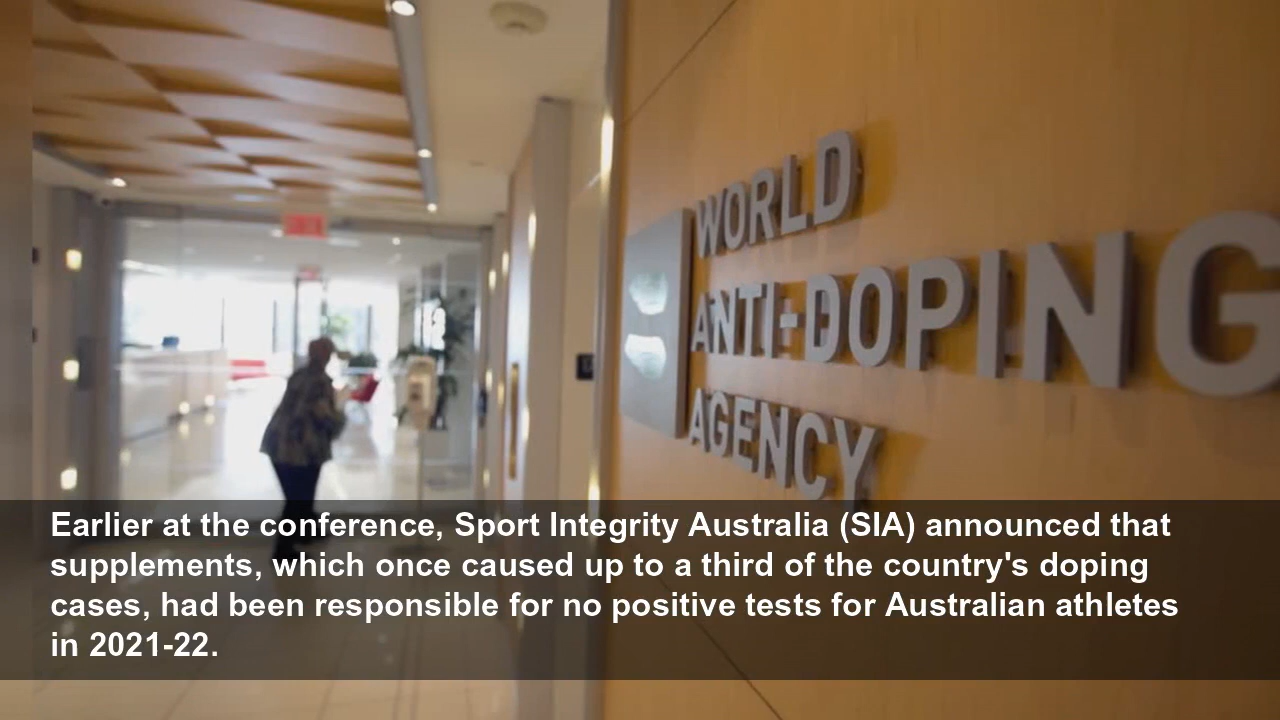 WORLD
ANTI-DOPING
AGENCY
Earlier at the conference, Sport Integrity Australia (SIA) announced that
supplements, which once caused up to a third of the country's doping
cases, had been responsible for no positive tests for Australian athletes
in 2021-22.